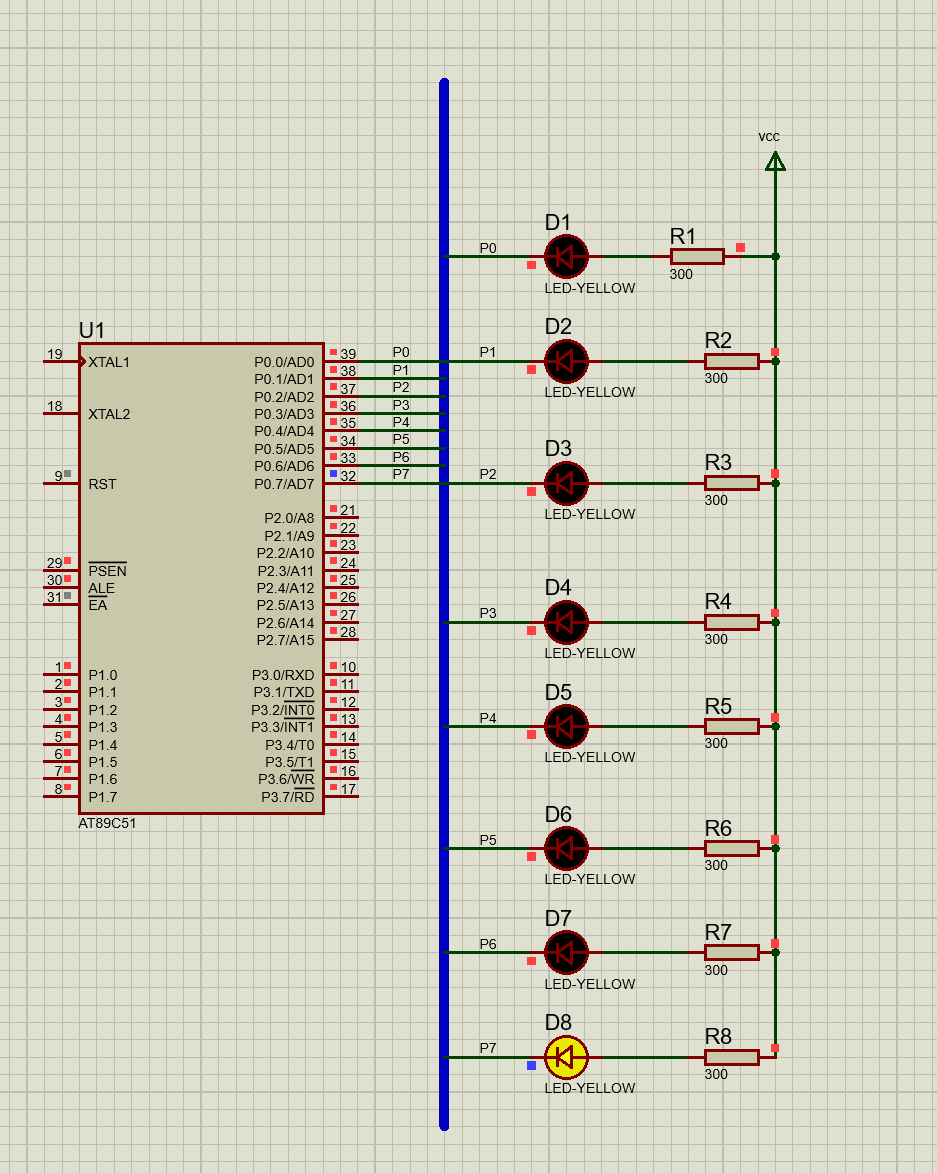 vcc
D1
P0
R1
LED-YELLOW
300
D2
P1
R2
LED-YELLOW
300
D3
P2
R3
LED-YELLOW
300
D4
P3
R4
LED-YELLOW
300
D5
P4
R5
LED-YELLOW
300
D6
P5
R6
LED-YELLOW
300
D7
P6
R7
LED-YELLOW
300
D8
P7
R8
LED-YELLOW
300
U1
19 XTAL1
18 XTAL2
9 RST
29 PSEN
30 ALE
31 EA
1 P1.0
2 P1.1
3 P1.2
4 P1.3
5 P1.4
6 P1.5
7 P1.6
8 P1.7
P0.0/AD0 39 P0
P0.1/AD1 38 P1
P0.2/AD2 37 P2
P0.3/AD3 36 P3
P0.4/AD4 35 P4
P0.5/AD5 34 P5
P0.6/AD6 33 P6
P0.7/AD7 32 P7
P2.0/A8 21
P2.1/A9 22
P2.2/A10 23
P2.3/A11 24
P2.4/A12 25
P2.5/A13 26
P2.6/A14 27
P2.7/A15 28
P3.0/RXD 10
P3.1/TXD 11
P3.2/INT0 12
P3.3/INT1 13
P3.4/T0 14
P3.5/T1 15
P3.6/WR 16
P3.7/RD 17
AT89C51